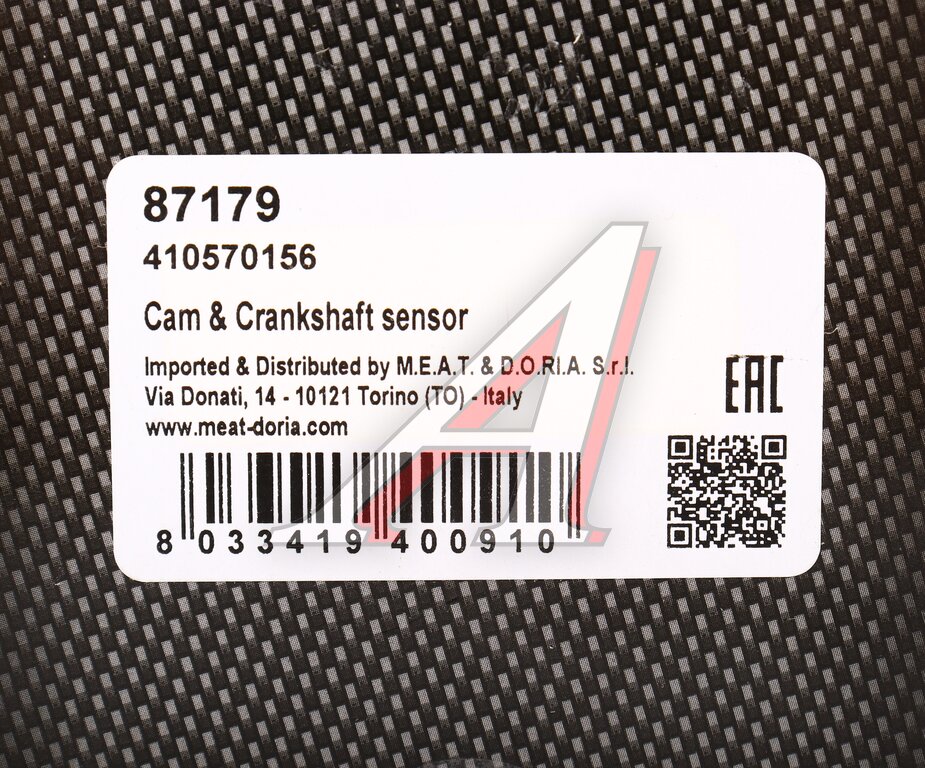 87179
410570156
Cam & Crankshaft sensor
Imported & Distributed by M.E.A.T. & D.O.RI.A. S.r.l.
Via Donati, 14 - 10121 Torino (TO) - Italy
www.meat-doria.com
EAC
8 033419 400910